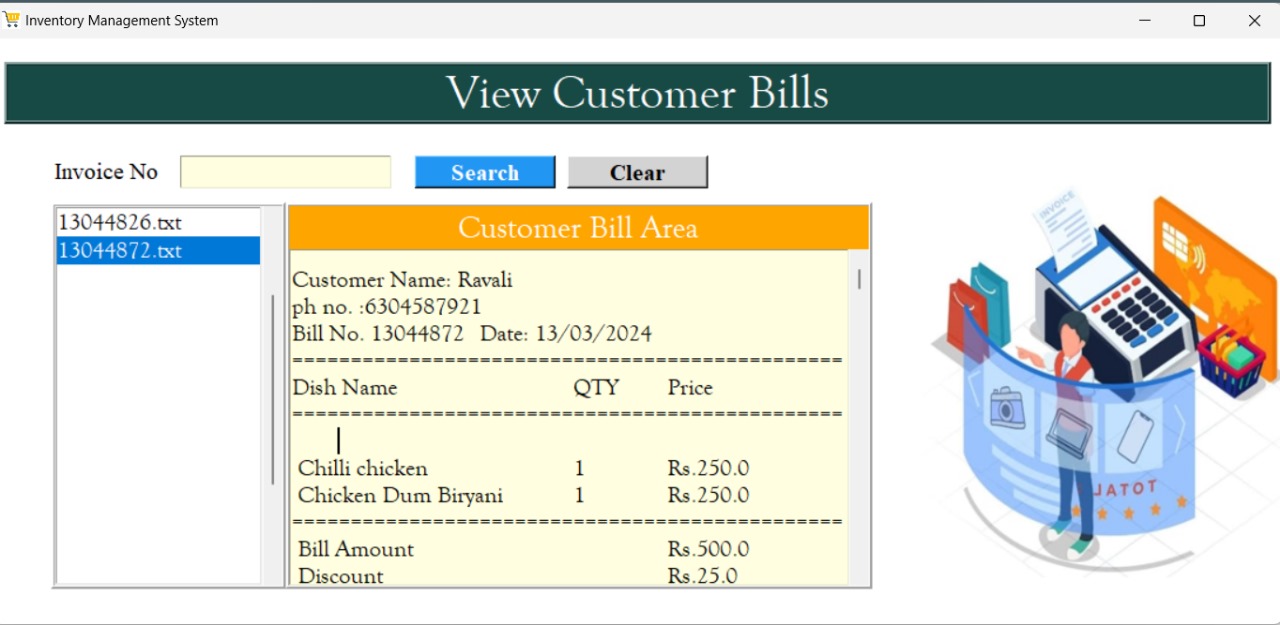 Inventory Management System
View Customer Bills
Invoice No Search Clear
13044826.txt
13044872.txt
Customer Bill Area
Customer Name: Ravali
ph no. :6304587921
Bill No. 13044872 Date: 13/03/2024
===============================================
Dish Name QTY Price
===============================================
Chilli chicken 1 Rs.250.0
Chicken Dum Biryani 1 Rs.250.0
===============================================
Bill Amount Rs.500.0
Discount Rs.25.0
INVOICE
JATOT